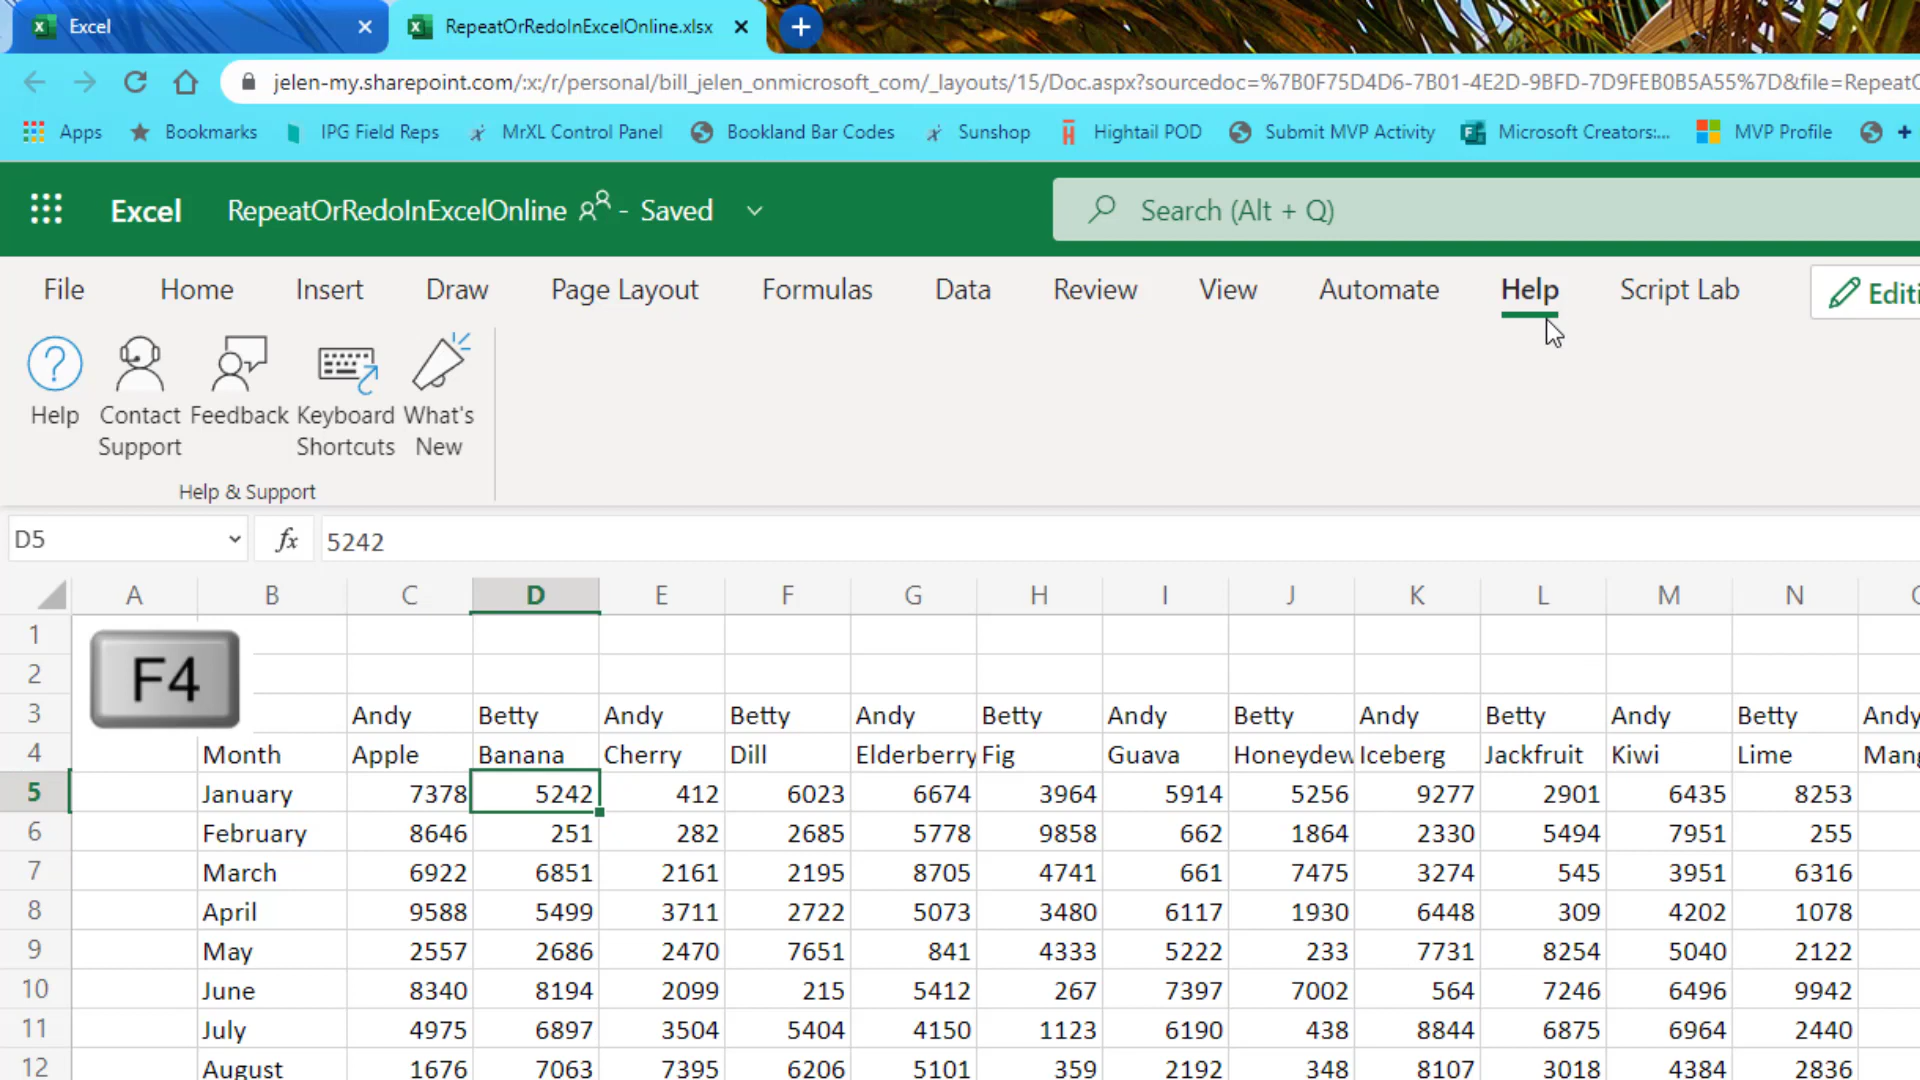 Excel
RepeatOrRedoInExcelOnline.xlsx
jelen-my.sharepoint.com/:x:/r/personal/bill_jelen_onmicrosoft_com/_layouts/15/Doc.aspx?sourcedoc=%7B0F75D4D6-7B01-4E2D-9BFD-7D9FEB0B5A55%7D&file=RepeatO
Apps Bookmarks IPG Field Reps MrXL Control Panel Bookland Bar Codes Sunshop Hightail POD Submit MVP Activity Microsoft Creators:... MVP Profile
Excel RepeatOrRedoInExcelOnline - Saved Search (Alt + Q)
File Home Insert Draw Page Layout Formulas Data Review View Automate Help Script Lab Editi
Help Contact Support Feedback Keyboard Shortcuts What's New
Help & Support
D5 fx 5242
A B C D E F G H I J K L M N
1
2
F4
3 Andy Betty Andy Betty Andy Betty Andy Betty Andy Betty Andy Betty Andy
4 Month Apple Banana Cherry Dill Elderberry Fig Guava Honeydew Iceberg Jackfruit Kiwi Lime Mang
5 January 7378 5242 412 6023 6674 3964 5914 5256 9277 2901 6435 8253
6 February 8646 251 282 2685 5778 9858 662 1864 2330 5494 7951 255
7 March 6922 6851 2161 2195 8705 4741 661 7475 3274 545 3951 6316
8 April 9588 5499 3711 2722 5073 3480 6117 1930 6448 309 4202 1078
9 May 2557 2686 2470 7651 841 4333 5222 233 7731 8254 5040 2122
10 June 8340 8194 2099 215 5412 267 7397 7002 564 7246 6496 9942
11 July 4975 6897 3504 5404 4150 1123 6190 438 8844 6875 6964 2440
12 August 1676 7063 7395 6206 5101 359 2192 348 8107 3018 4384 2836